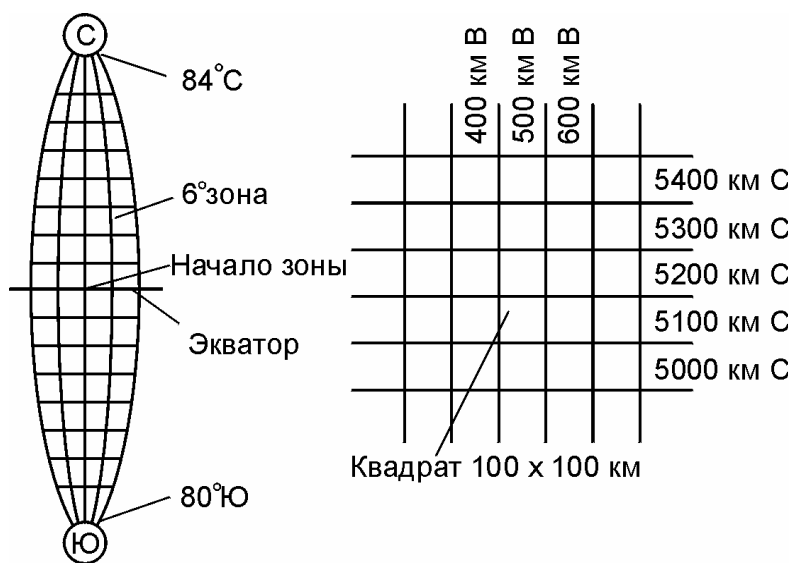 С
84°С
6°зона
Начало зоны
Экватор
80°Ю
Ю
400 км В
500 км В
600 км В
5400 км С
5300 км С
5200 км С
5100 км С
5000 км С
Квадрат 100 х 100 км